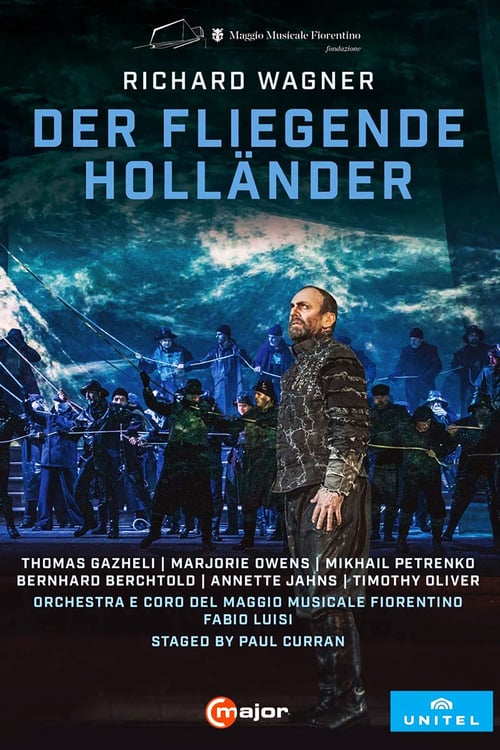 Maggio Musicale Fiorentino
fondazione
RICHARD WAGNER
DER FLIEGENDE
HOLLÄNDER
THOMAS GAZHELI | MARJORIE OWENS | MIKHAIL PETRENKO
BERNHARD BERCHTOLD | ANNETTE JAHNS | TIMOTHY OLIVER
ORCHESTRA E CORO DEL MAGGIO MUSICALE FIORENTINO
FABIO LUISI
STAGED BY PAUL CURRAN
C major
UNITEL